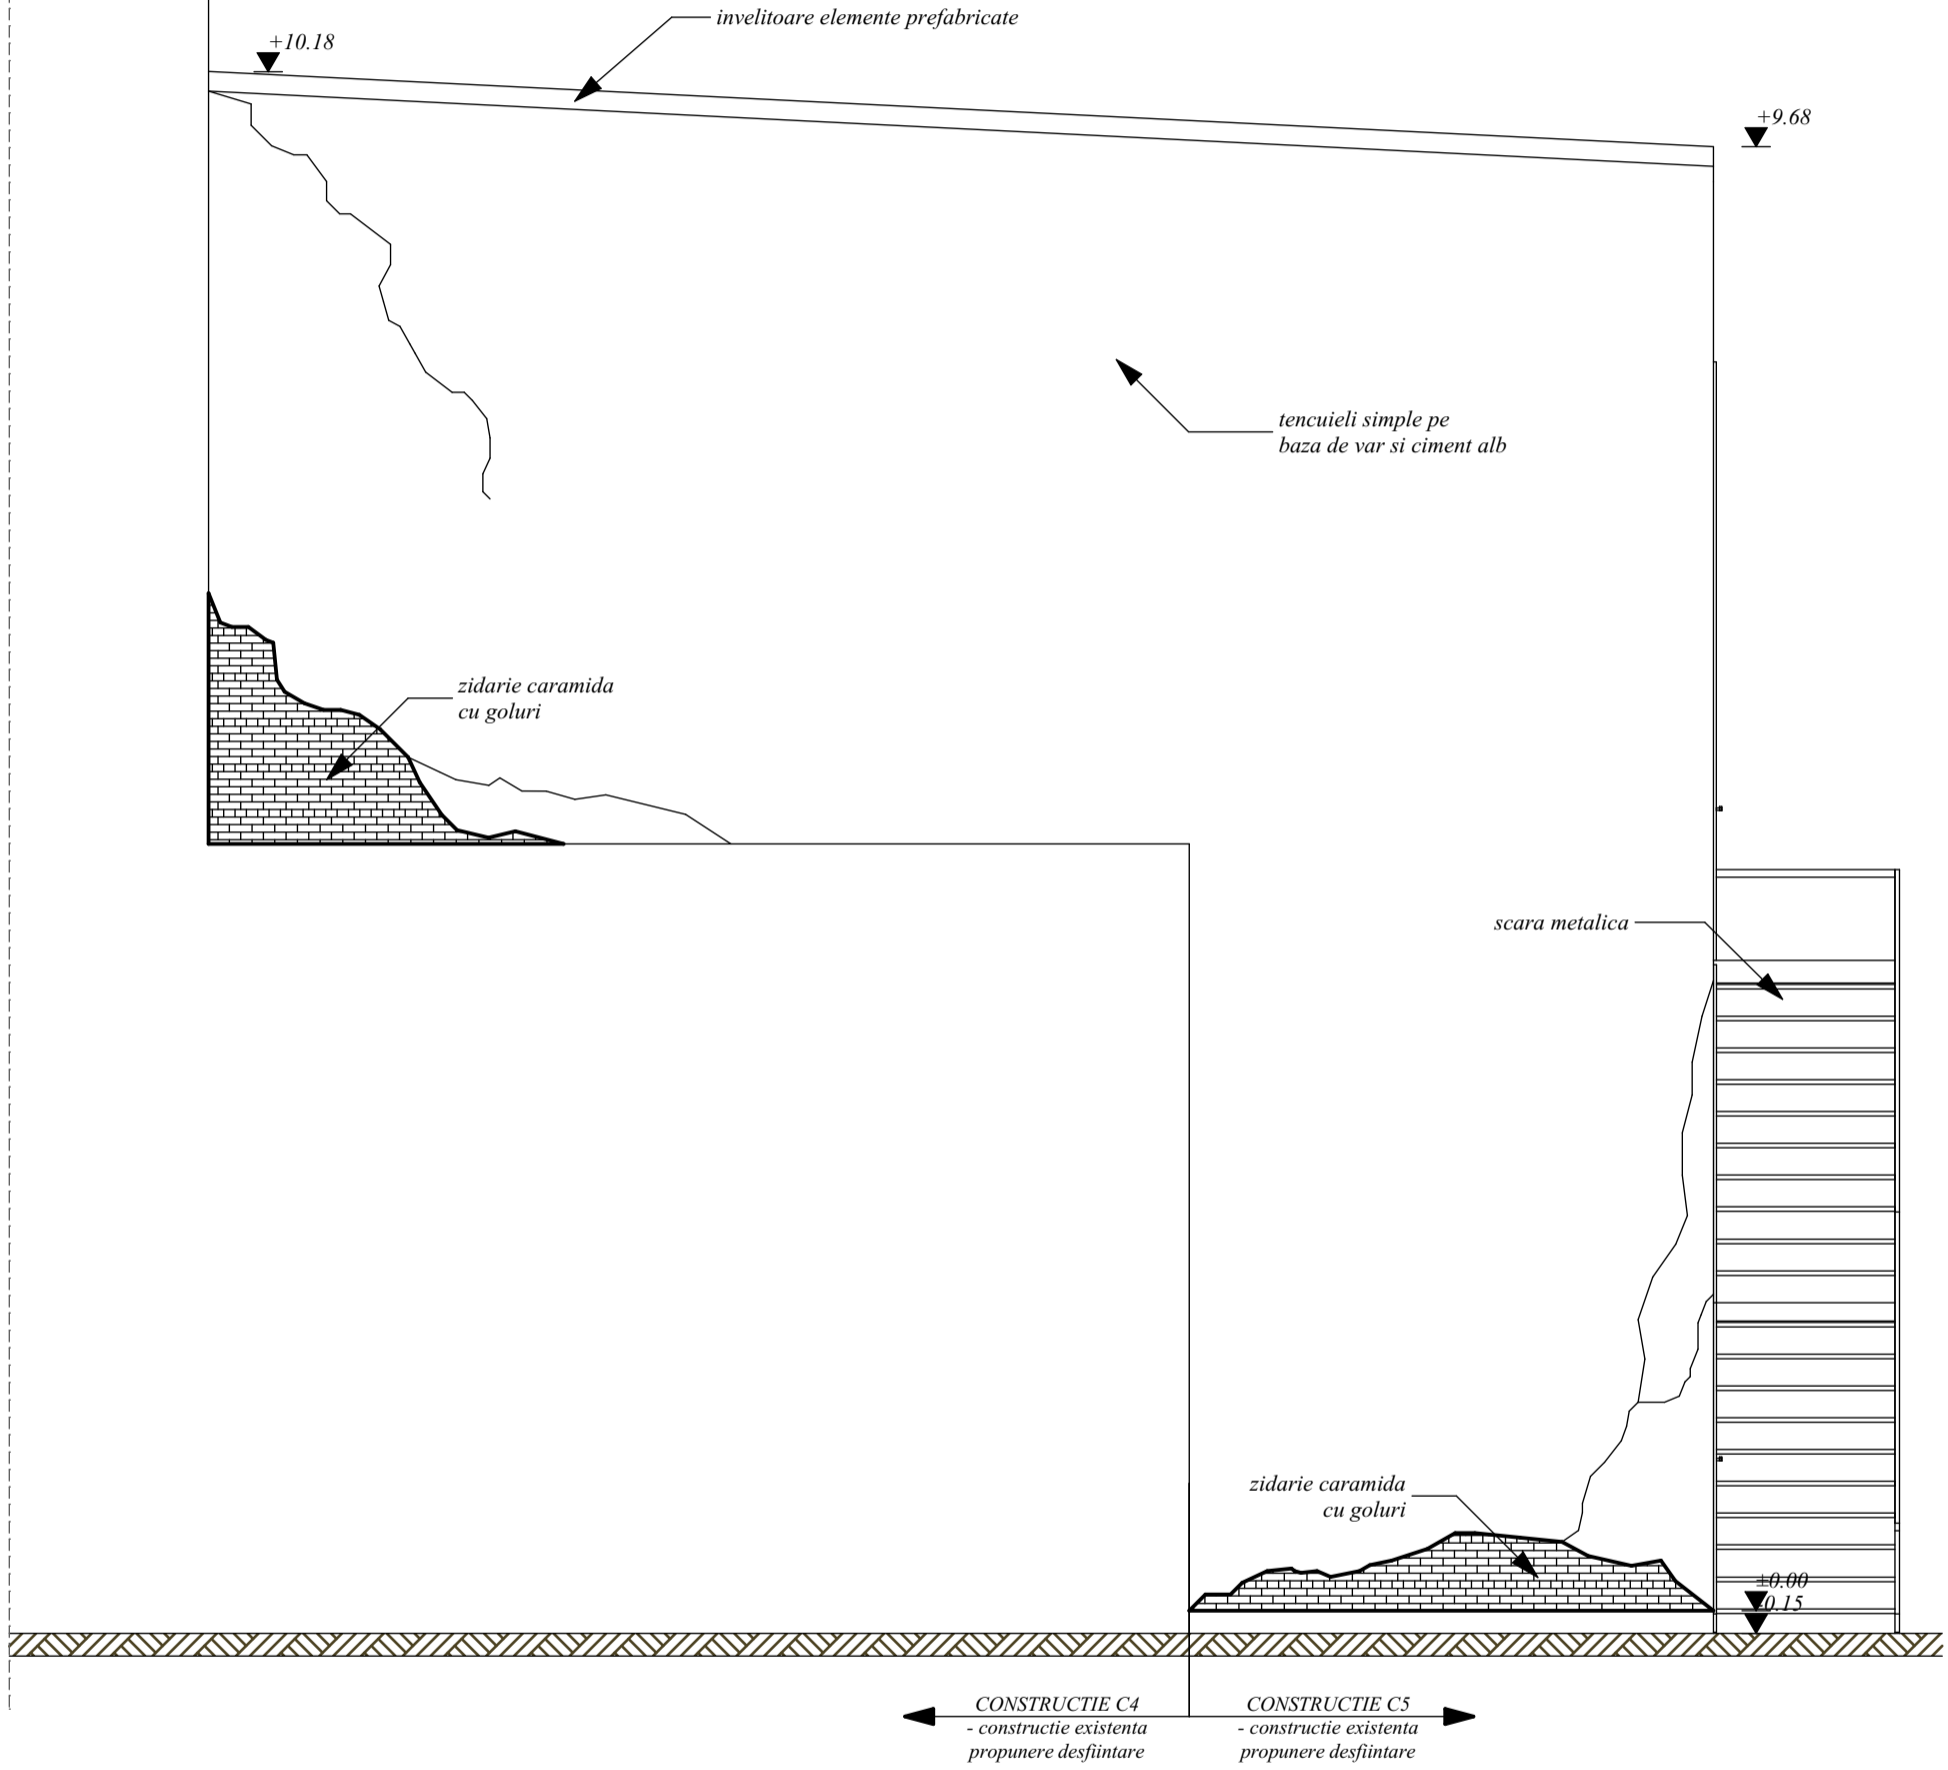 invelitoare elemente prefabricate
+10.18
+9.68
tencuieli simple pe
baza de var si ciment alb
zidarie caramida
cu goluri
scara metalica
zidarie caramida
cu goluri
±0.00
-0.15
CONSTRUCTIE C4
- constructie existenta
propunere desfiintare
CONSTRUCTIE C5
- constructie existenta
propunere desfiintare